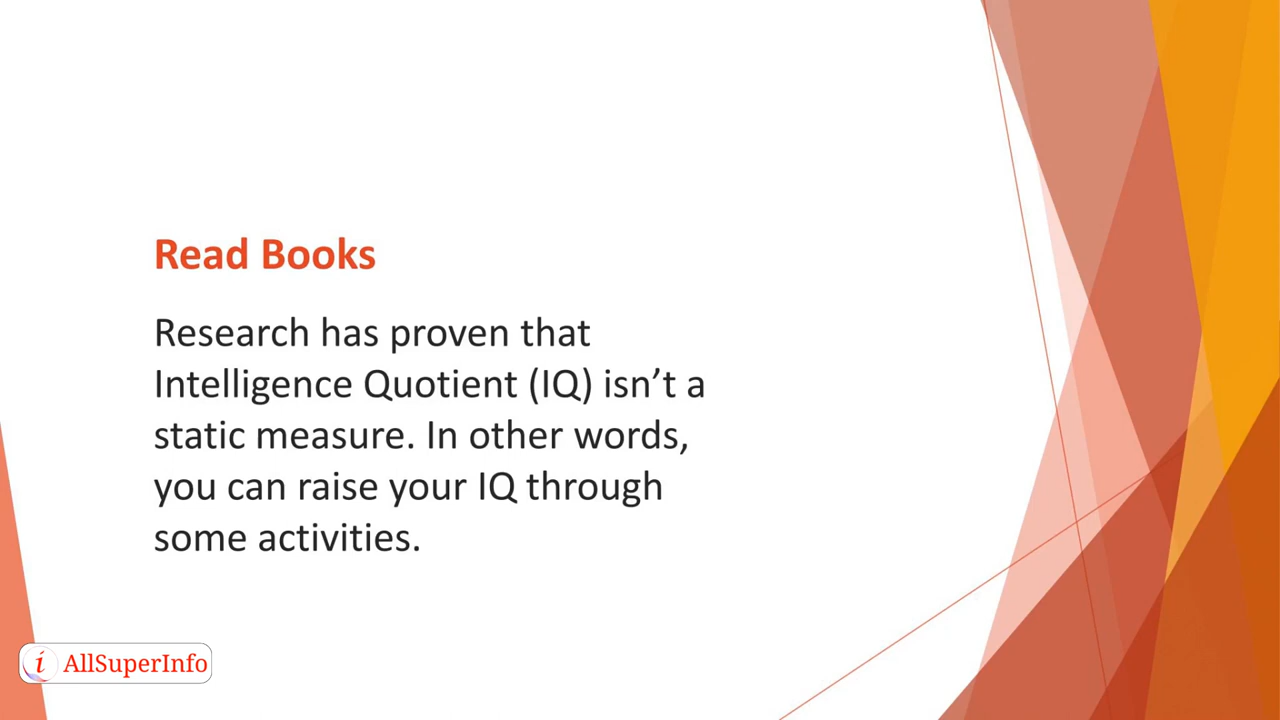 Read Books
Research has proven that
Intelligence Quotient (IQ) isn’t a
static measure. In other words,
you can raise your IQ through
some activities.
i AllSuperInfo